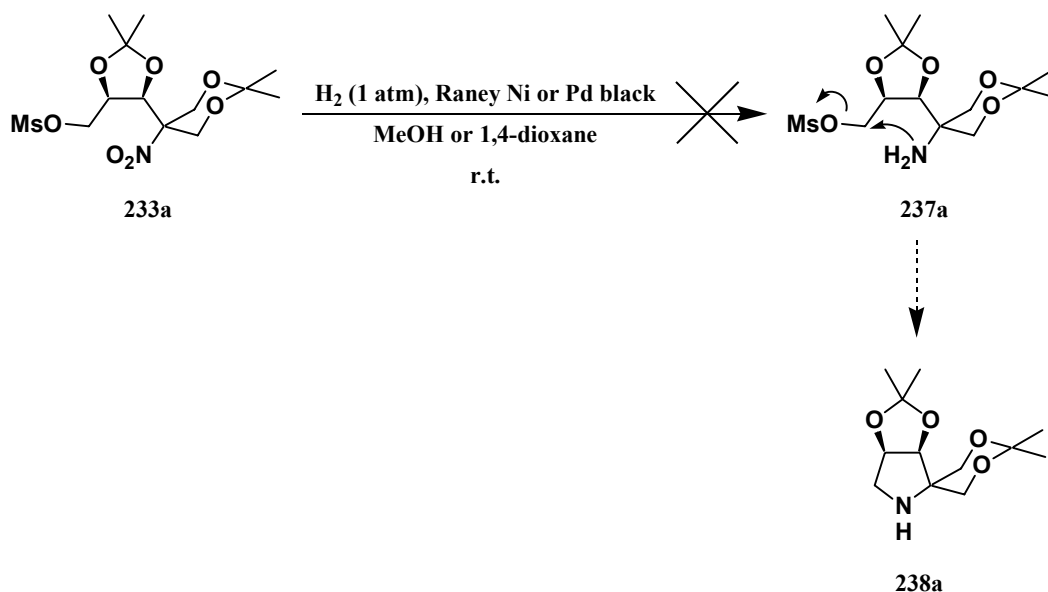 O O
O
O
MsO
O₂N
233a
H₂ (1 atm), Raney Ni or Pd black
MeOH or 1,4-dioxane
r.t.
O O
O
O
MsO
H₂N
237a
O O
O
O
N
H
238a